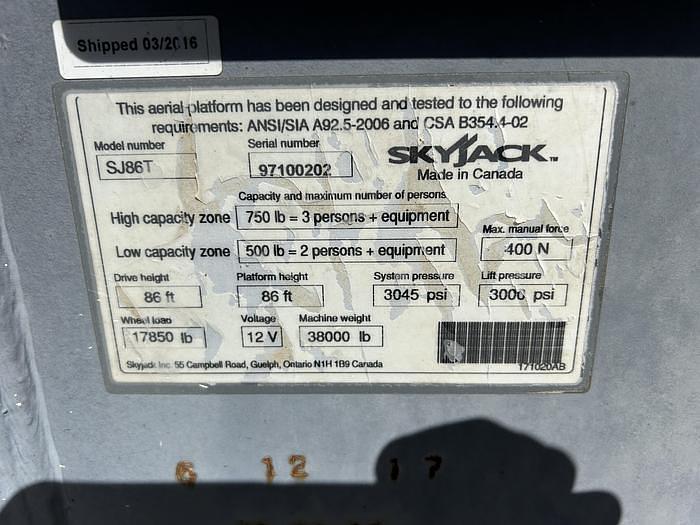 Shipped 03/2016
This aerial platform has been designed and tested to the following
requirements: ANSI/SIA A92.5-2006 and CSA B354.4-02
Model number Serial number
SJ86T 97100202 SKYJACK™
Made in Canada
Capacity and maximum number of persons
High capacity zone 750 lb = 3 persons + equipment
Max. manual force
Low capacity zone 500 lb = 2 persons + equipment 400 N
Drive height Platform height System pressure Lift pressure
86 ft 86 ft 3045 psi 3000 psi
Wheel load Voltage Machine weight
17850 lb 12 V 38000 lb
Skyjack Inc. 55 Campbell Road, Guelph, Ontario N1H 1B9 Canada 171020AB
6 12 17